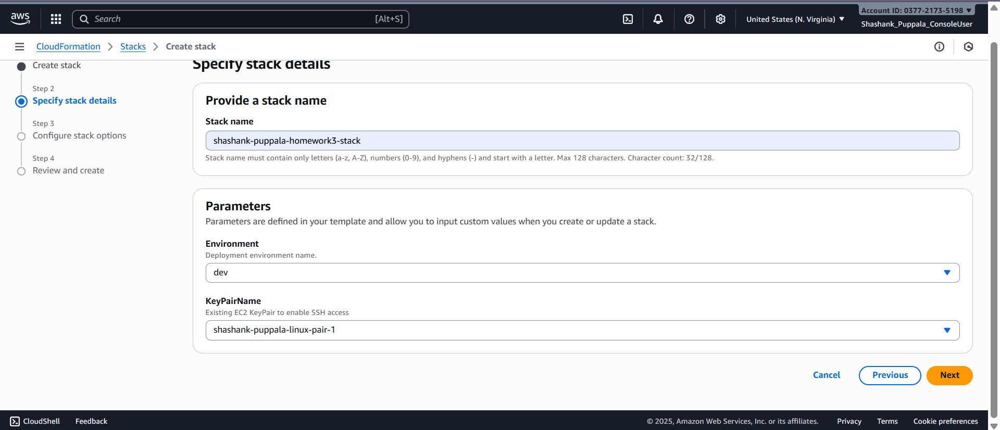 aws
Search [Alt+S]
United States (N. Virginia)
Account ID: 0377-2173-5198
Shashank_Puppala_ConsoleUser
CloudFormation Stacks Create stack
Create stack
Step 2
Specify stack details
Step 3
Configure stack options
Step 4
Review and create
Specify stack details
Provide a stack name
Stack name
shashank-puppala-homework3-stack
Stack name must contain only letters (a-z, A-Z), numbers (0-9), and hyphens (-) and start with a letter. Max 128 characters. Character count: 32/128.
Parameters
Parameters are defined in your template and allow you to input custom values when you create or update a stack.
Environment
Deployment environment name.
dev
KeyPairName
Existing EC2 KeyPair to enable SSH access
shashank-puppala-linux-pair-1
Cancel Previous Next
CloudShell Feedback © 2025, Amazon Web Services, Inc. or its affiliates. Privacy Terms Cookie preferences